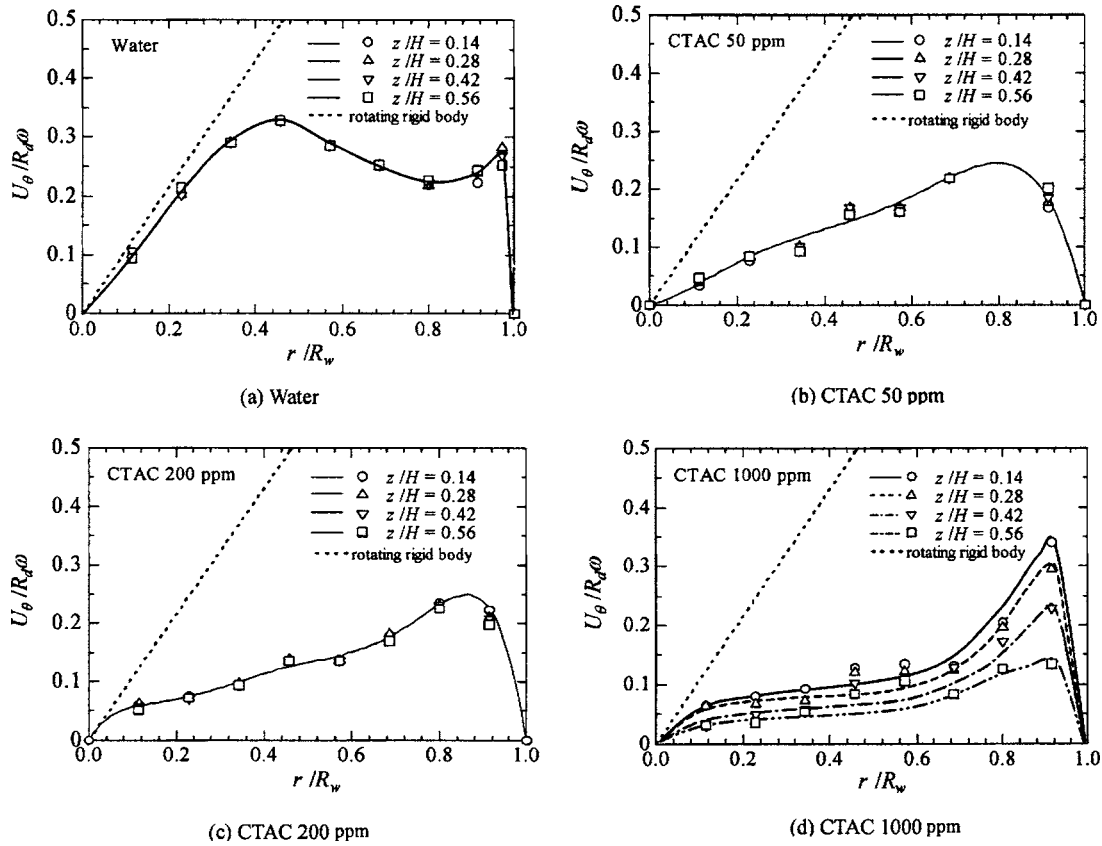 0.5
0.4
0.3
0.2
0.1
0
U_θ /R_dω
Water
z /H = 0.14
z /H = 0.28
z /H = 0.42
z /H = 0.56
rotating rigid body
0.0 0.2 0.4 0.6 0.8 1.0
r /R_w
(a) Water
0.5
0.4
0.3
0.2
0.1
0
U_θ /R_dω
CTAC 50 ppm
z /H = 0.14
z /H = 0.28
z /H = 0.42
z /H = 0.56
rotating rigid body
0.0 0.2 0.4 0.6 0.8 1.0
r /R_w
(b) CTAC 50 ppm
0.5
0.4
0.3
0.2
0.1
0
U_θ /R_dω
CTAC 200 ppm
z /H = 0.14
z /H = 0.28
z /H = 0.42
z /H = 0.56
rotating rigid body
0.0 0.2 0.4 0.6 0.8 1.0
r /R_w
(c) CTAC 200 ppm
0.5
0.4
0.3
0.2
0.1
0
U_θ /R_dω
CTAC 1000 ppm
z /H = 0.14
z /H = 0.28
z /H = 0.42
z /H = 0.56
rotating rigid body
0.0 0.2 0.4 0.6 0.8 1.0
r /R_w
(d) CTAC 1000 ppm